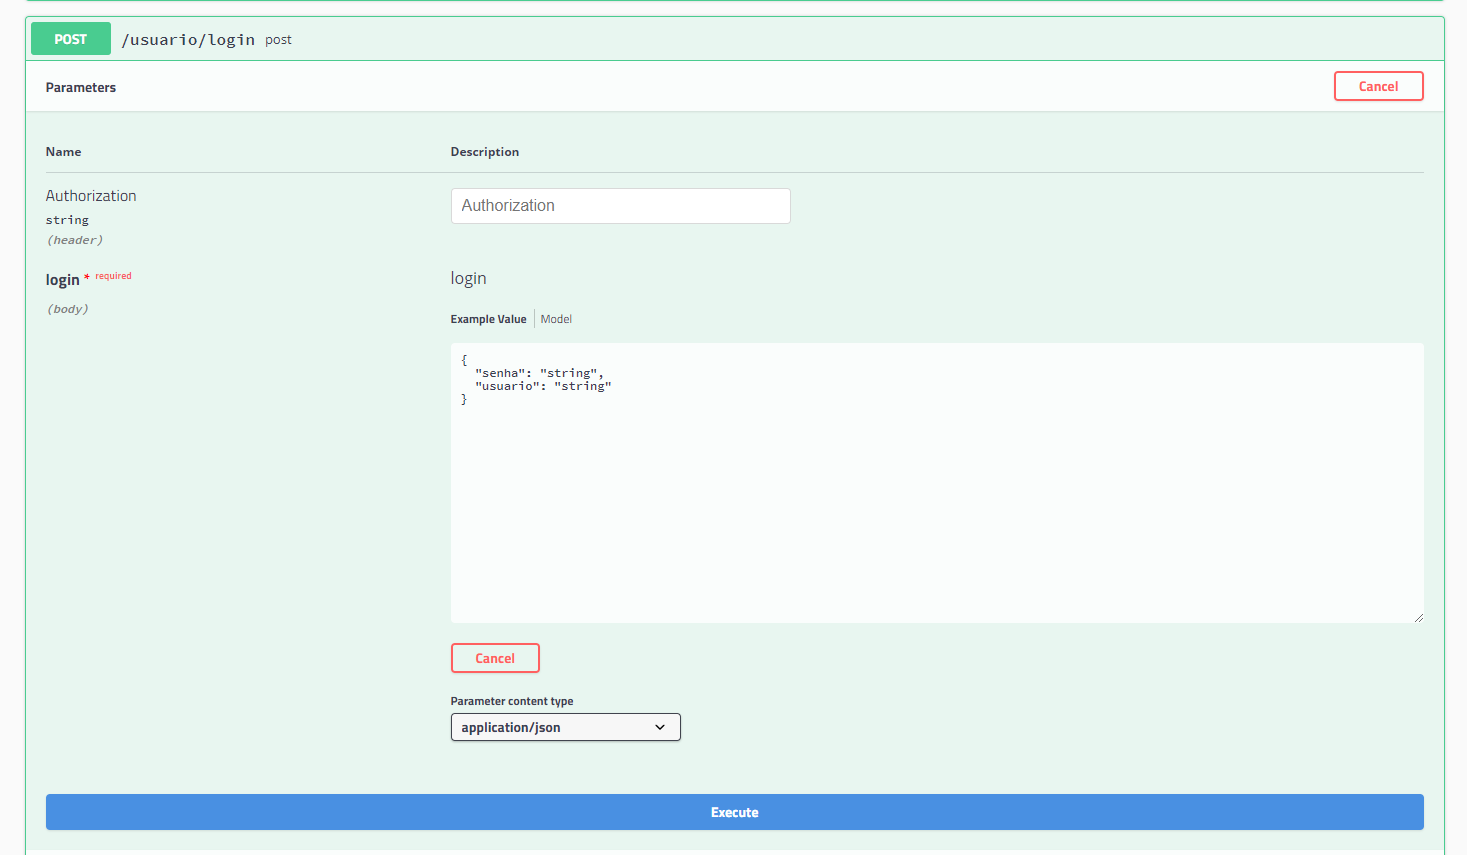 POST /usuario/login post
Parameters Cancel
Name Description
Authorization Authorization
string
(header)
login * required login
(body)
Example Value Model
{
"senha": "string",
"usuario": "string"
}
Cancel
Parameter content type
application/json
Execute